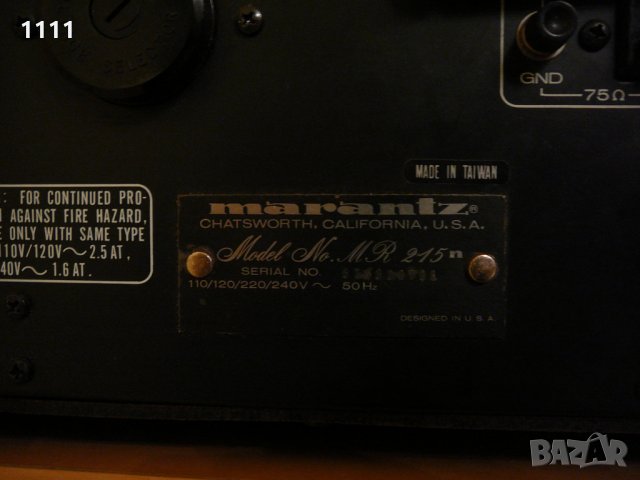 1111
SELECTOR
GND
75Ω
MADE IN TAIWAN
: FOR CONTINUED PRO-
AGAINST FIRE HAZARD,
E ONLY WITH SAME TYPE
110V/120V~2.5 AT,
40V~1.6 AT.
marantz®
CHATSWORTH, CALIFORNIA, U.S.A.
Model No. MR 215 n
SERIAL NO.
110/120/220/240V~ 50Hz
DESIGNED IN U.S.A.
BAZAR